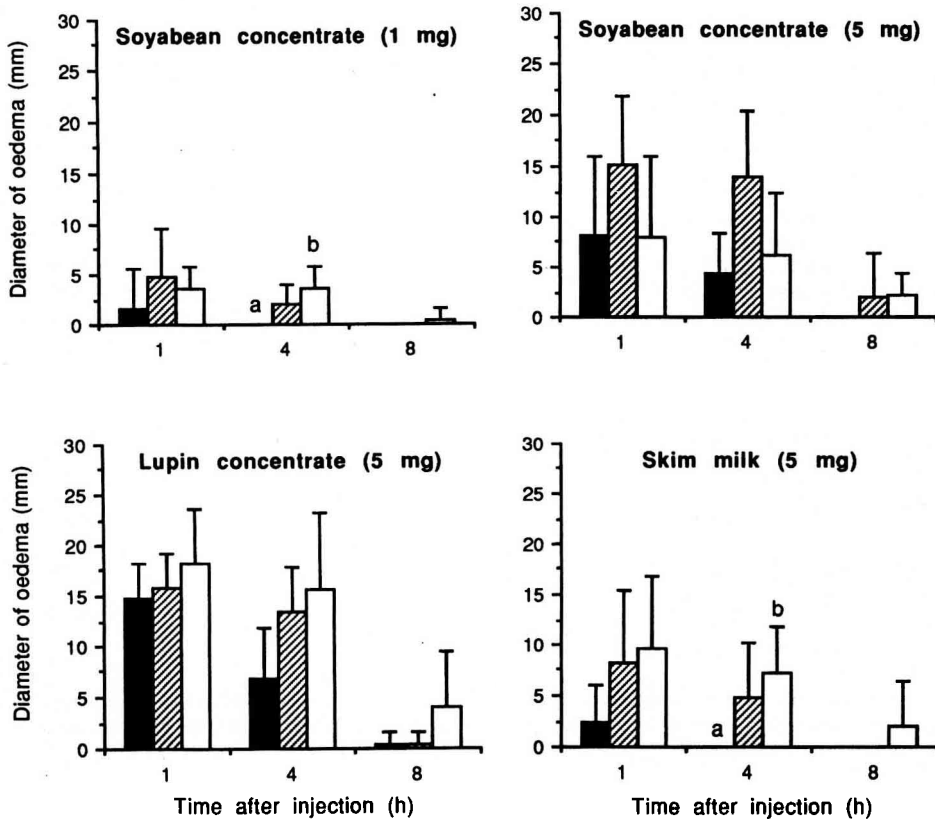 Soyabean concentrate (1 mg)
Diameter of oedema (mm)
30
25
20
15
10
5
0
a
b
1 4 8
Soyabean concentrate (5 mg)
30
25
20
15
10
5
0
1 4 8
Lupin concentrate (5 mg)
Diameter of oedema (mm)
30
25
20
15
10
5
0
1 4 8
Time after injection (h)
Skim milk (5 mg)
30
25
20
15
10
5
0
a
b
1 4 8
Time after injection (h)